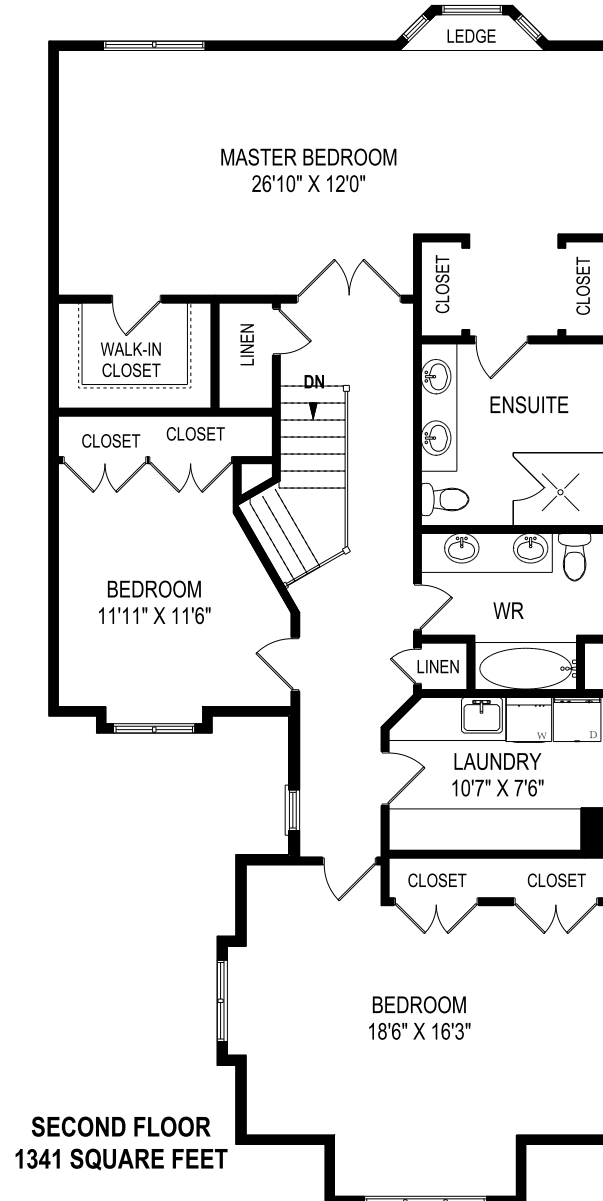 LEDGE
MASTER BEDROOM
26'10" X 12'0"
CLOSET
CLOSET
WALK-IN
CLOSET
LINEN
DN
ENSUITE
CLOSET
CLOSET
BEDROOM
11'11" X 11'6"
WR
LINEN
W
D
LAUNDRY
10'7" X 7'6"
CLOSET
CLOSET
BEDROOM
18'6" X 16'3"
SECOND FLOOR
1341 SQUARE FEET